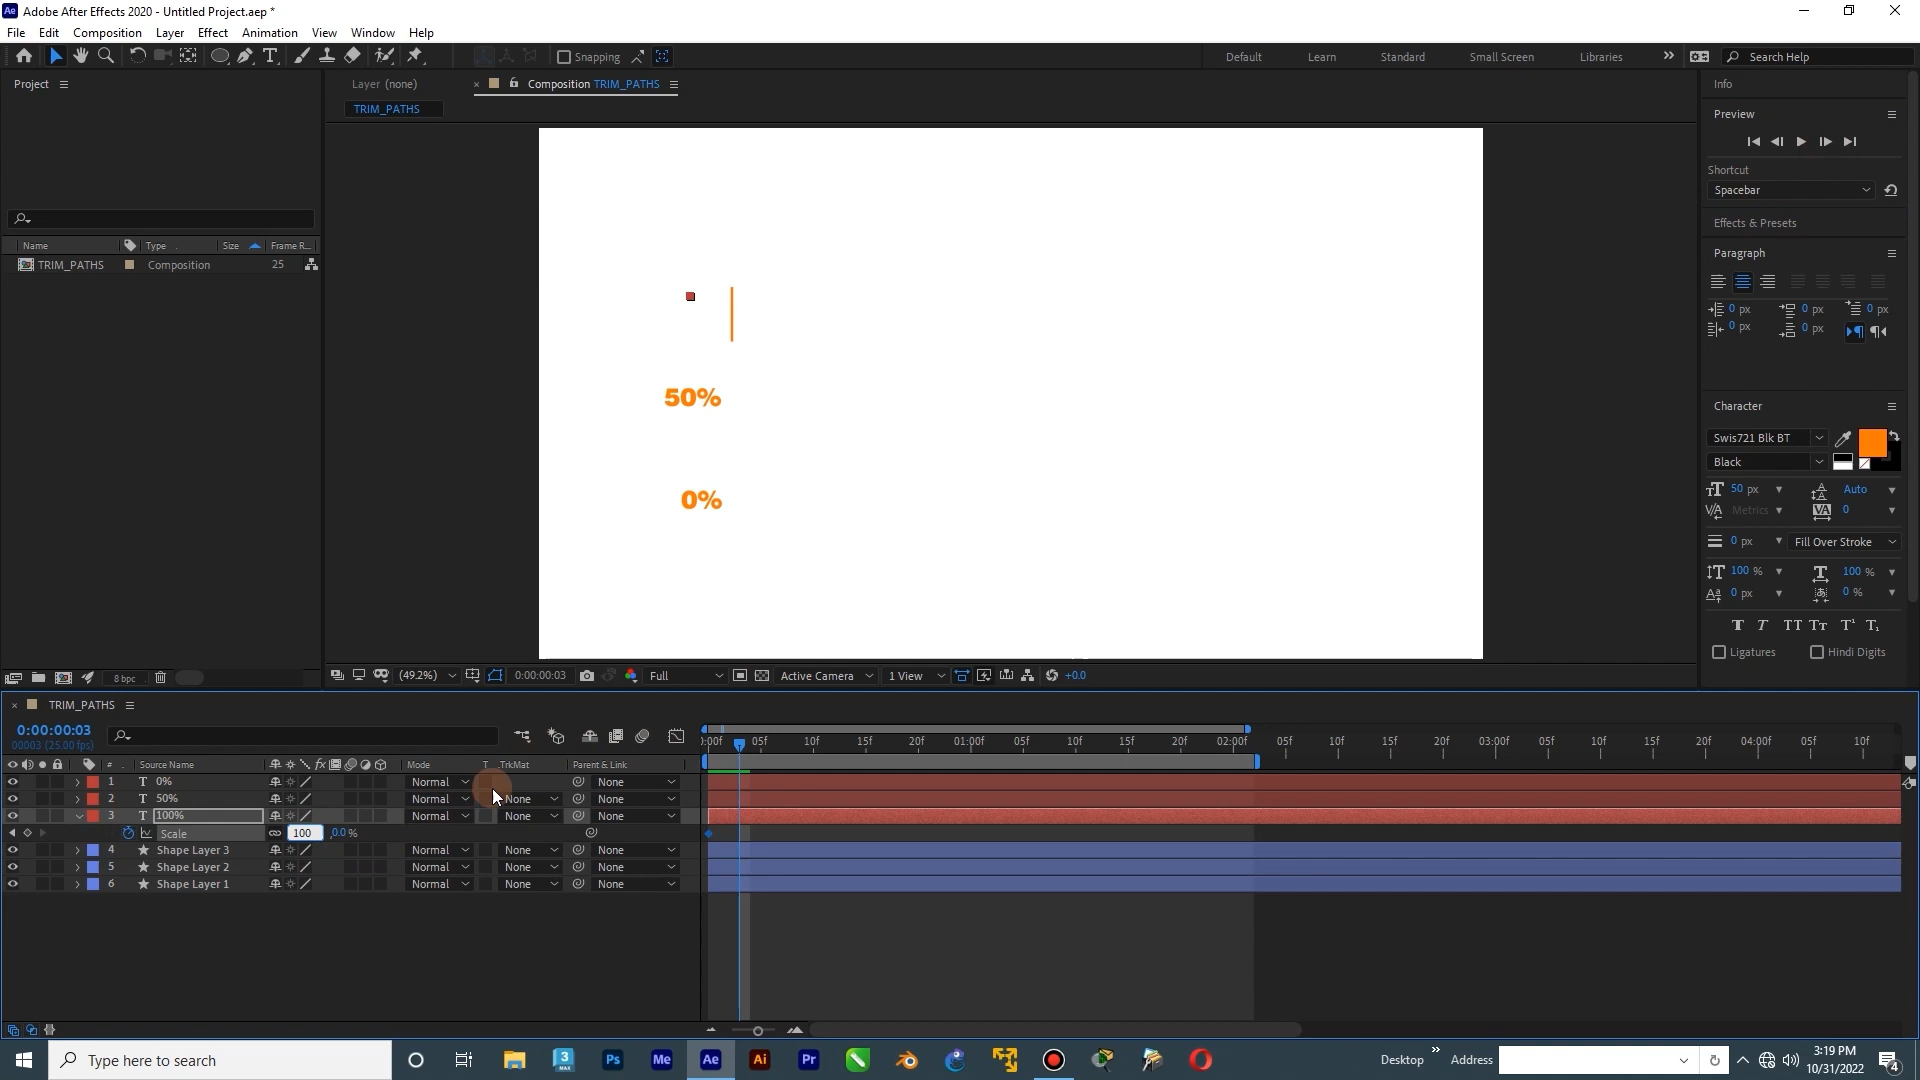 Adobe After Effects 2020 - Untitled Project.aep *
File Edit Composition Layer Effect Animation View Window Help
Snapping
Default Learn Standard Small Screen Libraries Search Help
Project
Layer (none)
Composition TRIM_PATHS
TRIM_PATHS
Info
Preview
Shortcut
Spacebar
Effects & Presets
Paragraph
Name Type Size Frame R...
TRIM_PATHS Composition 25
0 px 0 px 0 px
0 px 0 px
50%
0%
Character
Swis721 Blk BT
Black
50 px Auto
Metrics 0
0 px Fill Over Stroke
100 % 100 %
0 px 0 %
Ligatures Hindi Digits
8 bpc
(49.2%) 0:00:00:03 Full Active Camera 1 View +0.0
TRIM_PATHS
0:00:00:03
00003 (25.00 fps)
:00f 05f 10f 15f 20f 01:00f 05f 10f 15f 20f 02:00f 05f 10f 15f 20f 03:00f 05f 10f 15f 20f 04:00f 05f 10f
# Source Name Mode T .TrkMat Parent & Link
1 T 0% Normal None
2 T 50% Normal None None
3 T 100% Normal None None
Scale 100 ,0.0 %
4 Shape Layer 3 Normal None None
5 Shape Layer 2 Normal None None
6 Shape Layer 1 Normal None None
Type here to search
Desktop Address
3:19 PM
10/31/2022
4